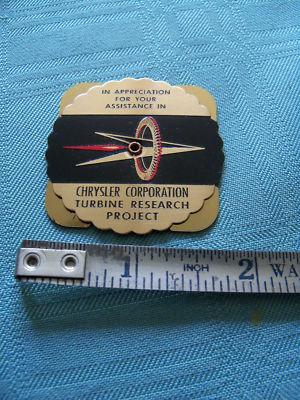 IN APPRECIATION
FOR YOUR
ASSISTANCE IN
CHRYSLER CORPORATION
TURBINE RESEARCH
PROJECT
1 INCH 2 WA